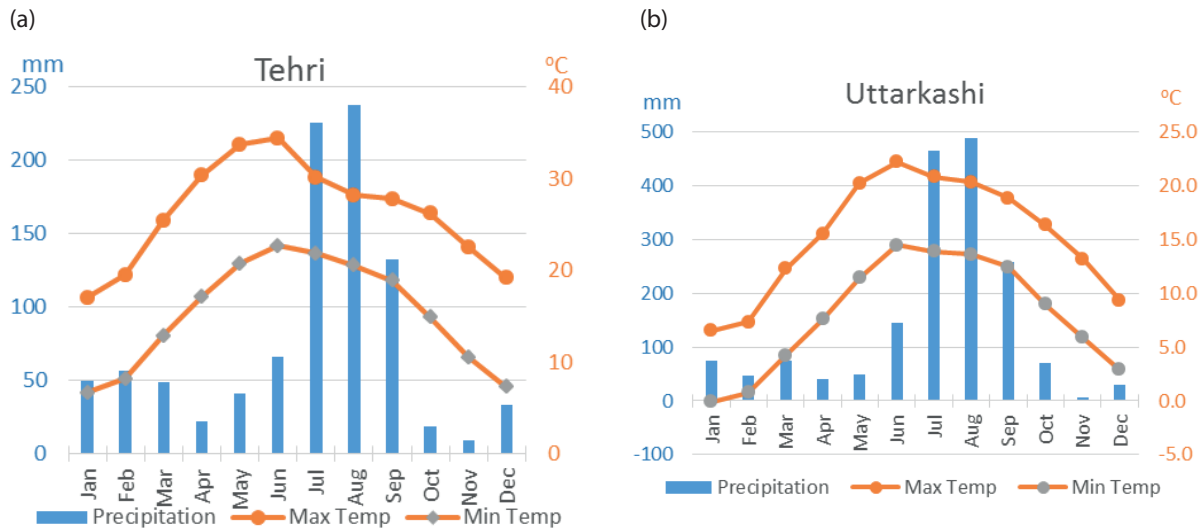 (a)
mm
Tehri
ºC
250
200
150
100
50
0
40
30
20
10
0
Jan Feb Mar Apr May Jun Jul Aug Sep Oct Nov Dec
Precipitation Max Temp Min Temp
(b)
mm
Uttarkashi
ºC
500
400
300
200
100
0
-100
25.0
20.0
15.0
10.0
5.0
0.0
-5.0
Jan Feb Mar Apr May Jun Jul Aug Sep Oct Nov Dec
Precipitation Max Temp Min Temp